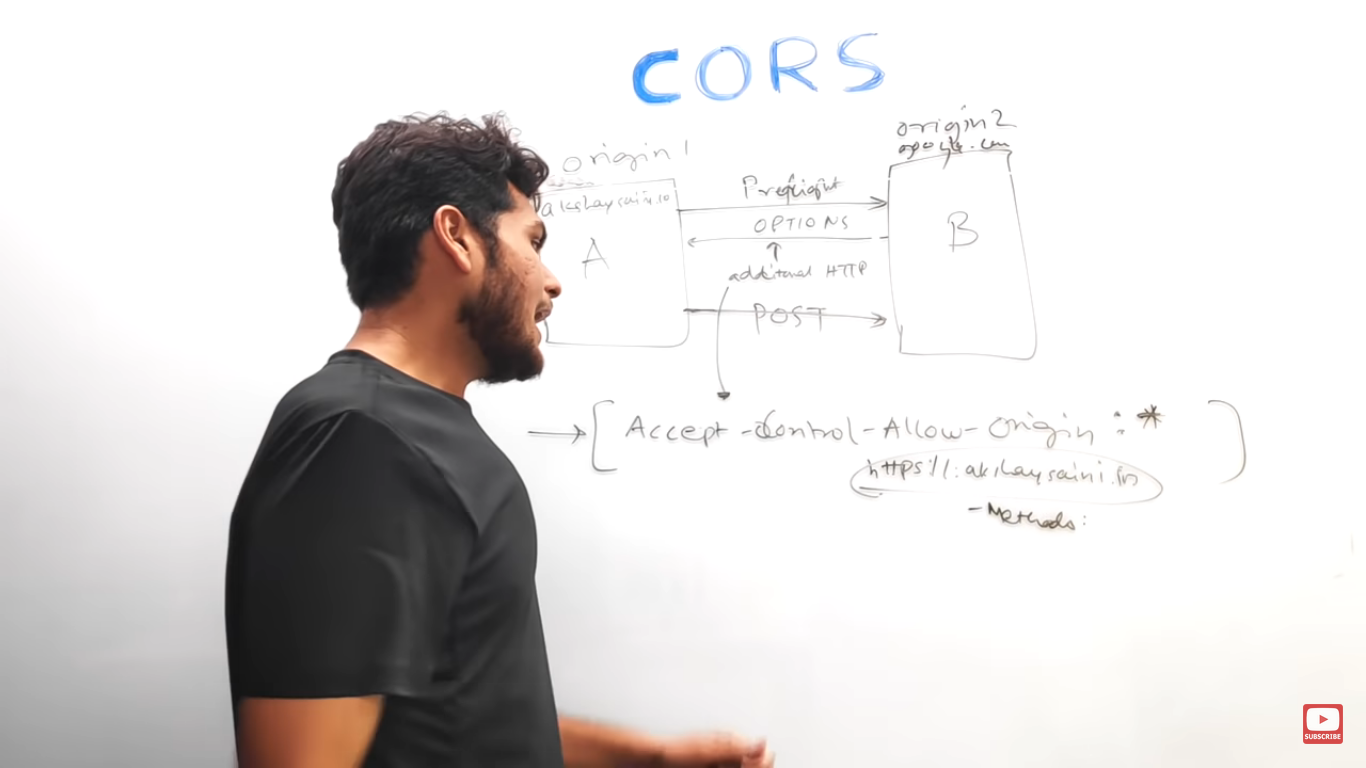 CORS
origin 1
origin 2
google.com
akshaysaini.in
Preflight
OPTIONS
A
B
additional HTTP
POST
Accept-Control-Allow-Origin : *
https://:akshaysaini.in
-Methods:
SUBSCRIBE